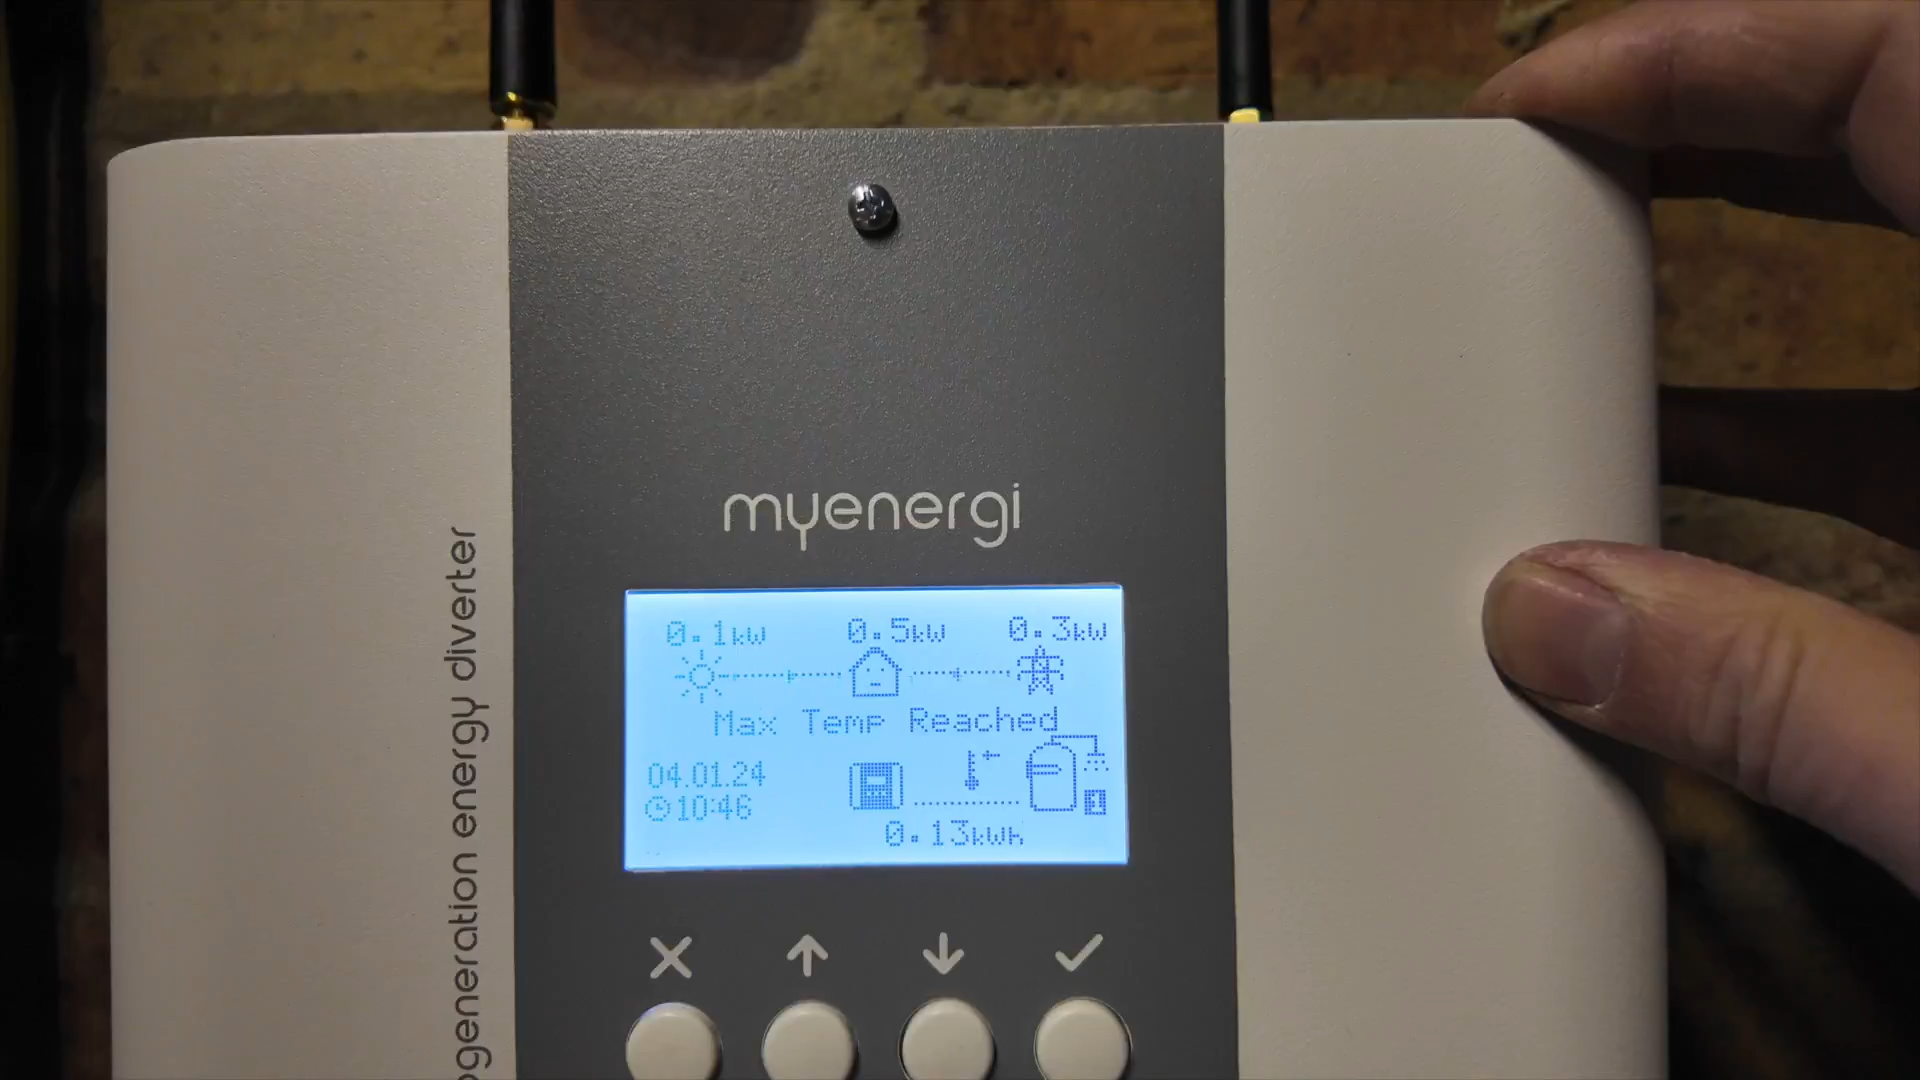 myenergi
0.1kW 0.5kW 0.3kW
Max Temp Reached
04.01.24
10:46
1
0.13kWh
ogeneration energy diverter